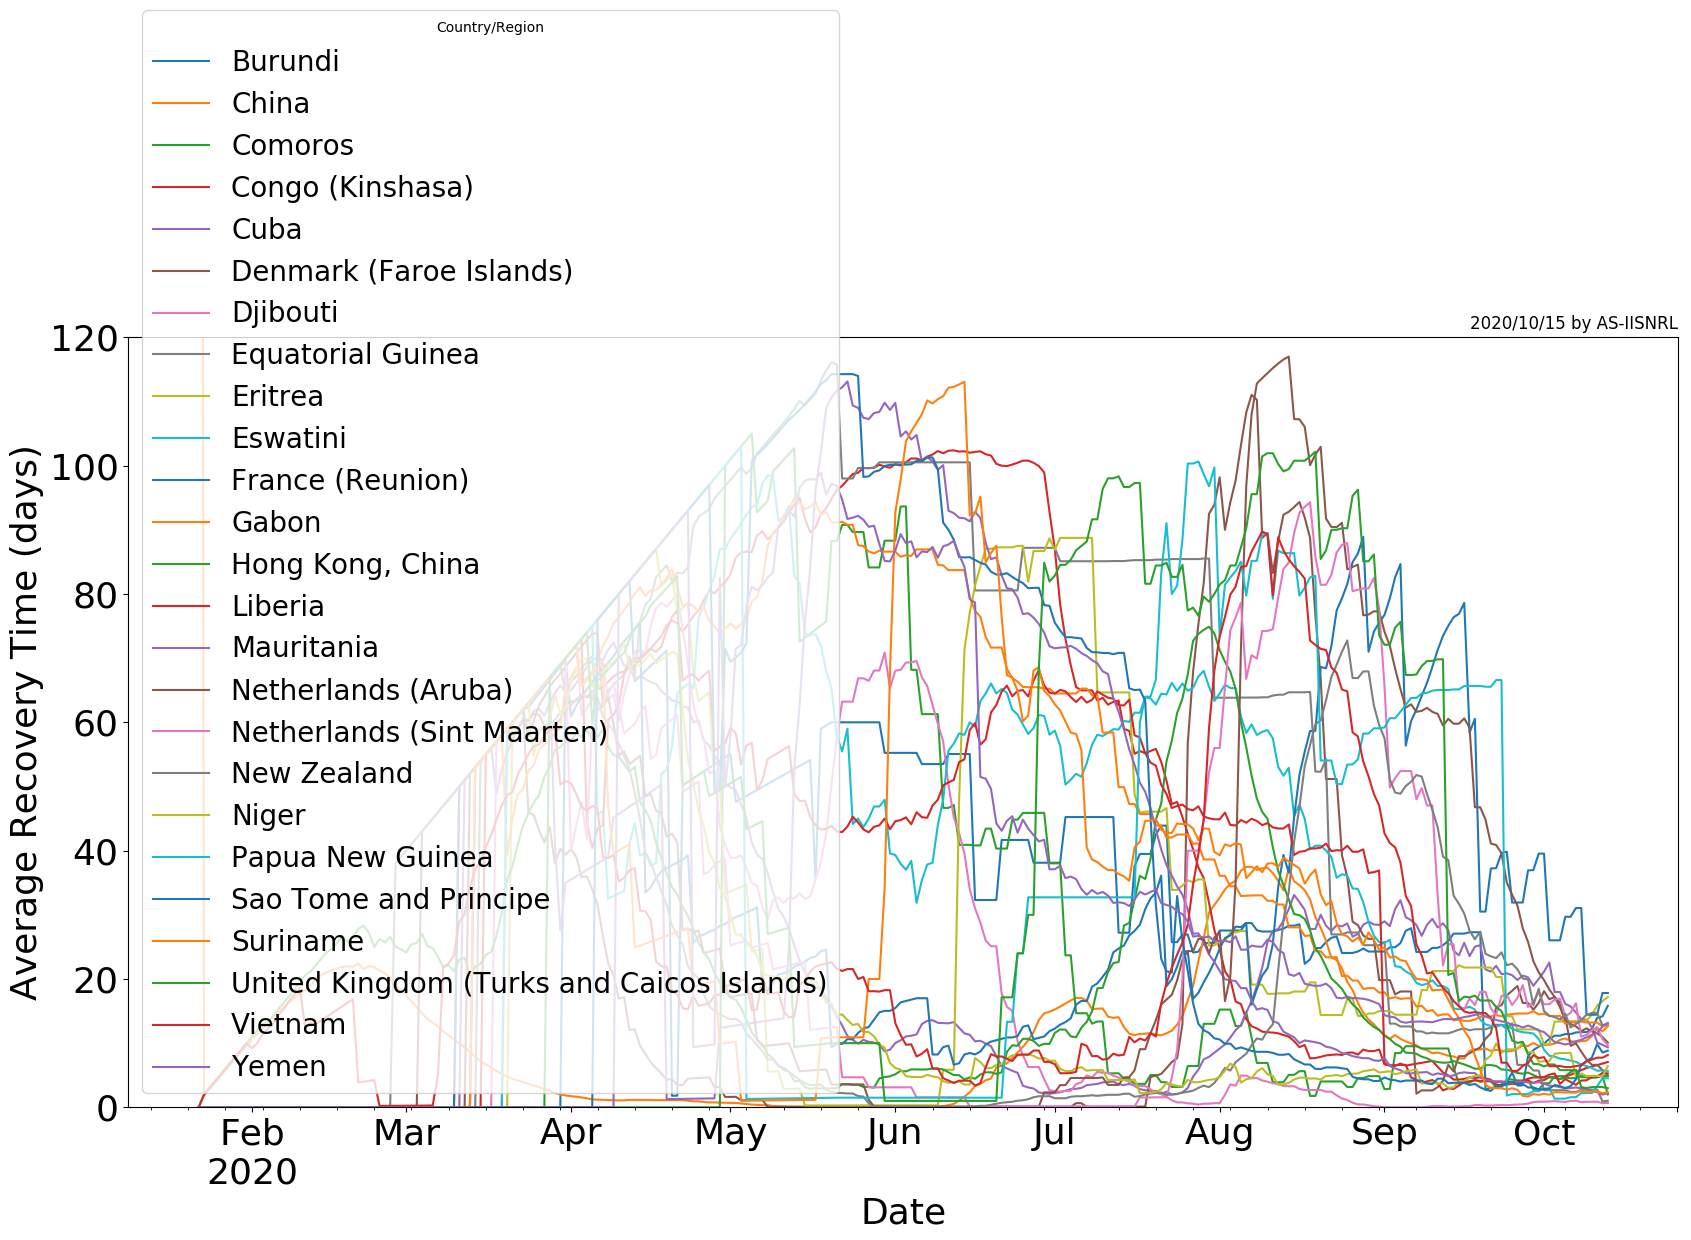 Country/Region
Burundi
China
Comoros
Congo (Kinshasa)
Cuba
Denmark (Faroe Islands)
Djibouti
Equatorial Guinea
Eritrea
Eswatini
France (Reunion)
Gabon
Hong Kong, China
Liberia
Mauritania
Netherlands (Aruba)
Netherlands (Sint Maarten)
New Zealand
Niger
Papua New Guinea
Sao Tome and Principe
Suriname
United Kingdom (Turks and Caicos Islands)
Vietnam
Yemen
2020/10/15 by AS-IISNRL
120
100
80
60
40
20
0
Average Recovery Time (days)
Feb Mar Apr May Jun Jul Aug Sep Oct
2020
Date